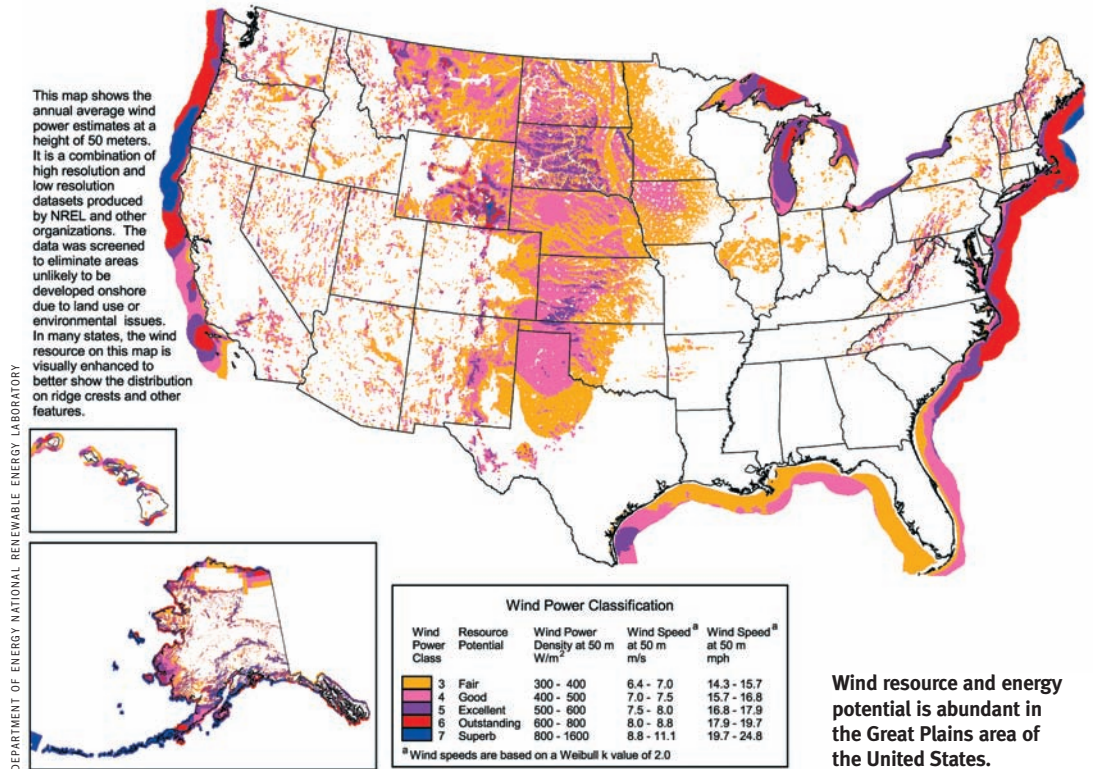 This map shows the
annual average wind
power estimates at a
height of 50 meters.
It is a combination of
high resolution and
low resolution
datasets produced
by NREL and other
organizations. The
data was screened
to eliminate areas
unlikely to be
developed onshore
due to land use or
environmental issues.
In many states, the wind
resource on this map is
visually enhanced to
better show the distribution
on ridge crests and other
features.
DEPARTMENT OF ENERGY NATIONAL RENEWABLE ENERGY LABORATORY
Wind Power Classification
Wind Resource Wind Power Wind Speed a Wind Speed a
Power Potential Density at 50 m at 50 m at 50 m
Class W/m2 m/s mph
3 Fair 300 - 400 6.4 - 7.0 14.3 - 15.7
4 Good 400 - 500 7.0 - 7.5 15.7 - 16.8
5 Excellent 500 - 600 7.5 - 8.0 16.8 - 17.9
6 Outstanding 600 - 800 8.0 - 8.8 17.9 - 19.7
7 Superb 800 - 1600 8.8 - 11.1 19.7 - 24.8
a Wind speeds are based on a Weibull k value of 2.0
Wind resource and energy
potential is abundant in
the Great Plains area of
the United States.